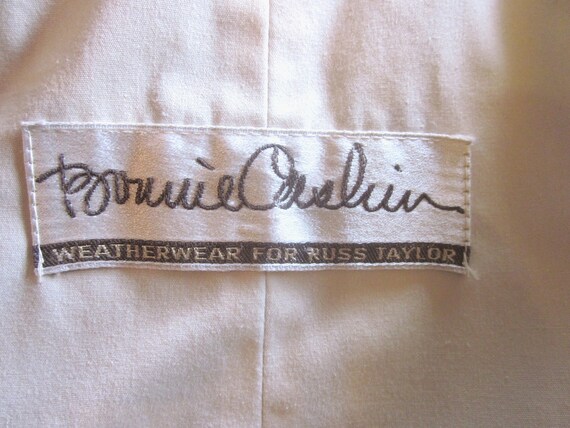 Bonnie Cashin
WEATHERWEAR FOR RUSS TAYLOR